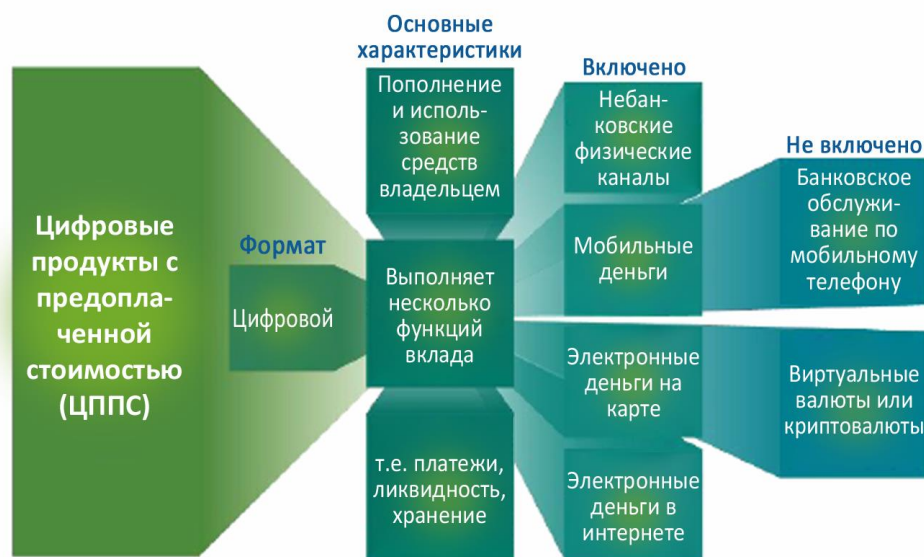 Цифровые
продукты с
предопла-
ченной
стоимостью
(ЦППС)
Формат
Цифровой
Основные
характеристики
Пополнение
и исполь-
зование
средств
владельцем
Выполняет
несколько
функций
вклада
т.е. платежи,
ликвидность,
хранение
Включено
Небан-
ковские
физические
каналы
Мобильные
деньги
Электронные
деньги на
карте
Электронные
деньги в
интернете
Не включено
Банковское
обслужи-
вание по
мобильному
телефону
Виртуальные
валюты или
криптовалюты